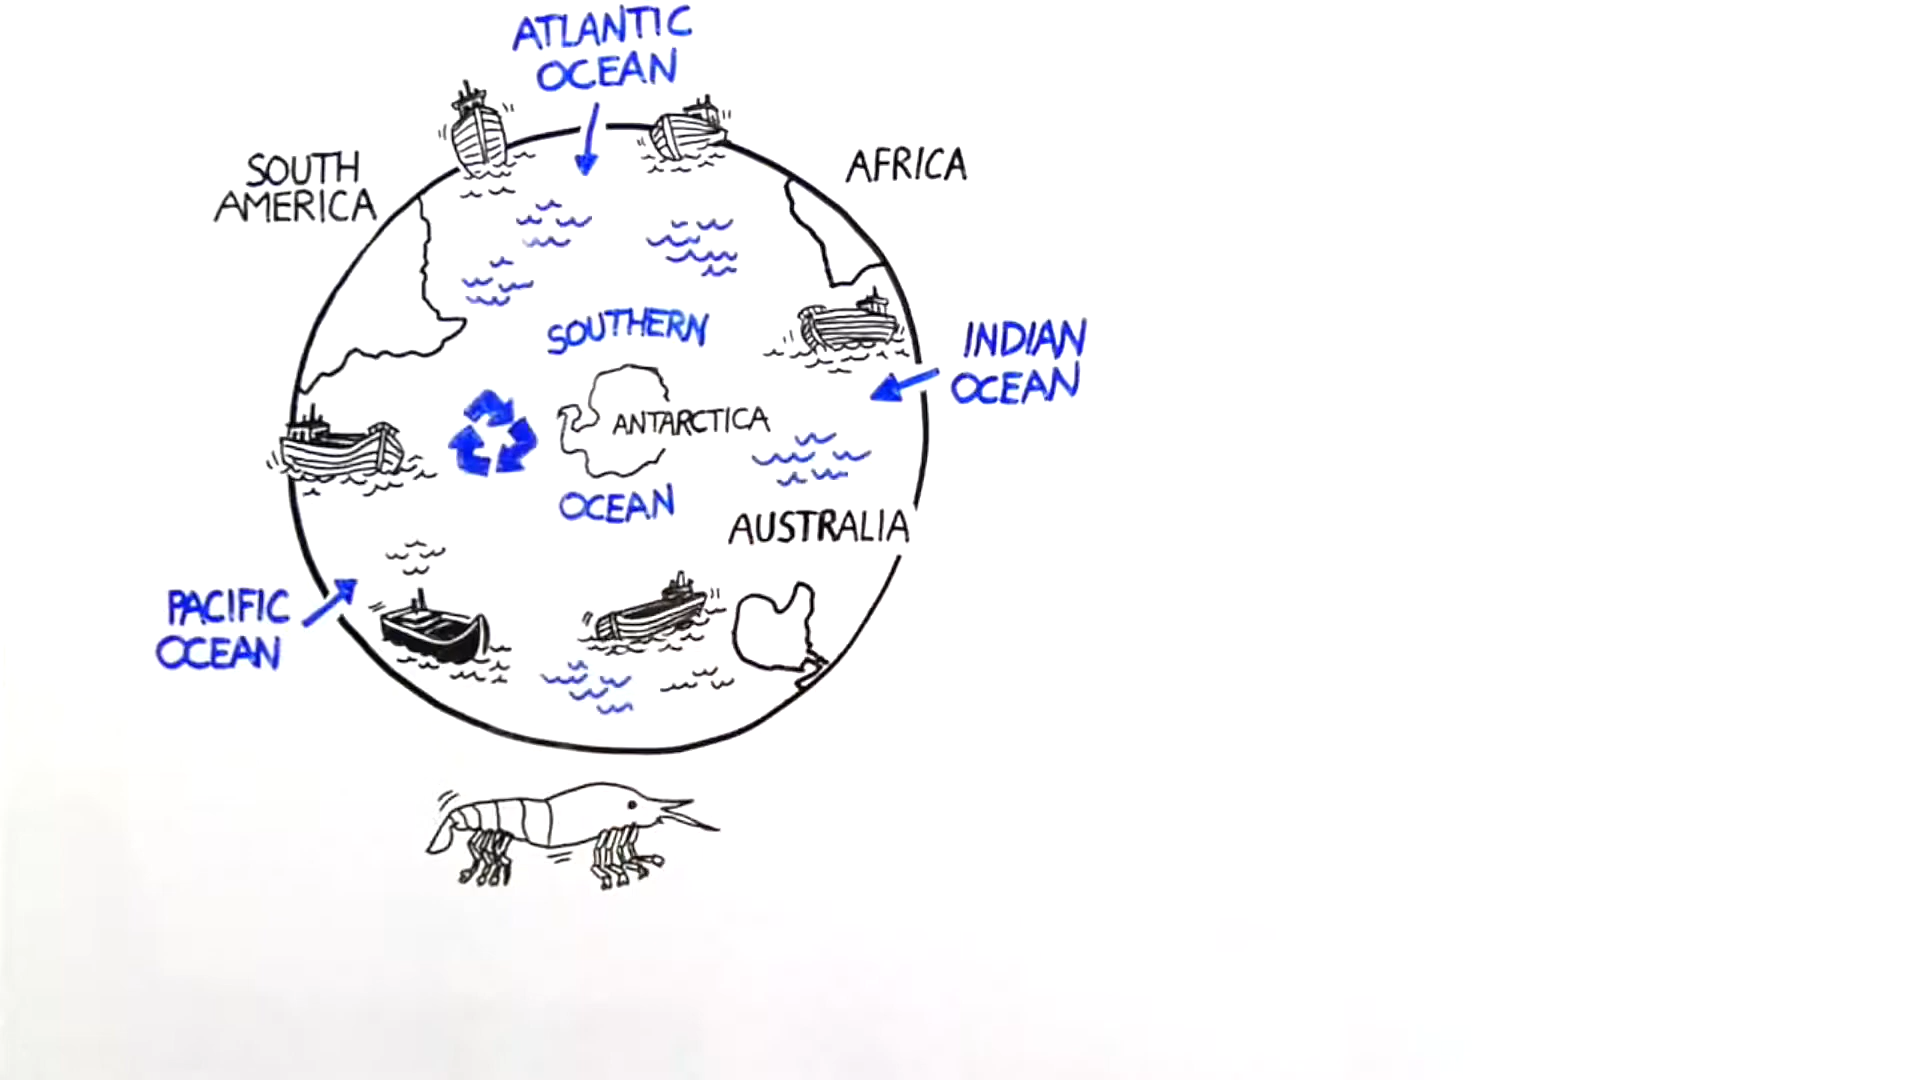 ATLANTIC
OCEAN
SOUTH
AMERICA
AFRICA
SOUTHERN
INDIAN
OCEAN
ANTARCTICA
OCEAN
AUSTRALIA
PACIFIC
OCEAN